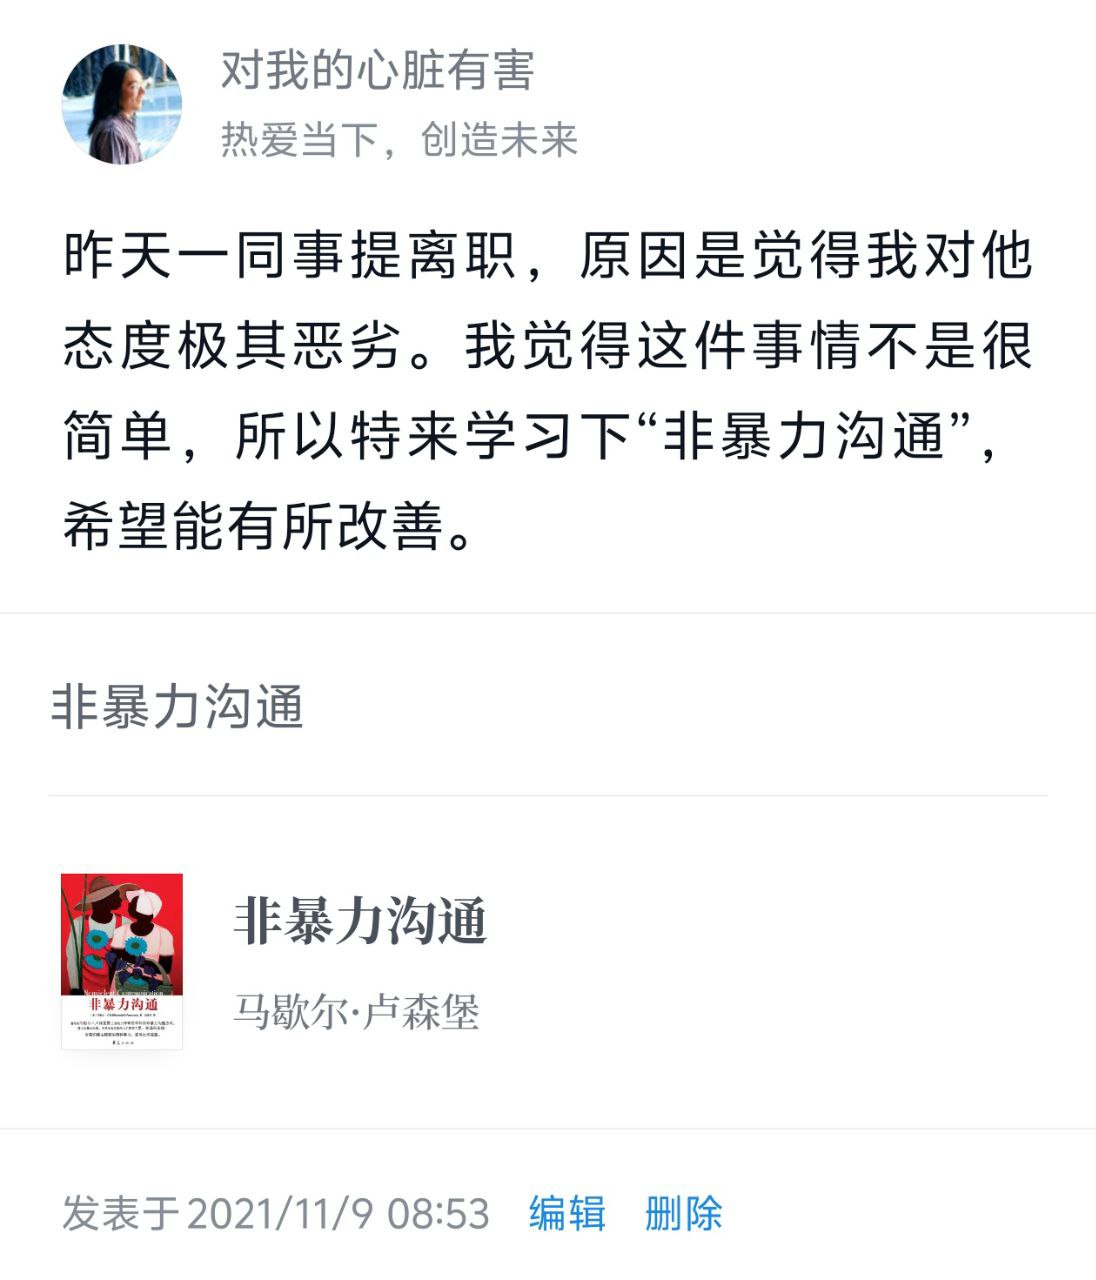 对我的心脏有害
热爱当下，创造未来
昨天一同事提离职，原因是觉得我对他
态度极其恶劣。我觉得这件事情不是很
简单，所以特来学习下“非暴力沟通”，
希望能有所改善。
非暴力沟通
非暴力沟通
非暴力沟通
马歇尔·卢森堡
发表于 2021/11/9 08:53 编辑 删除